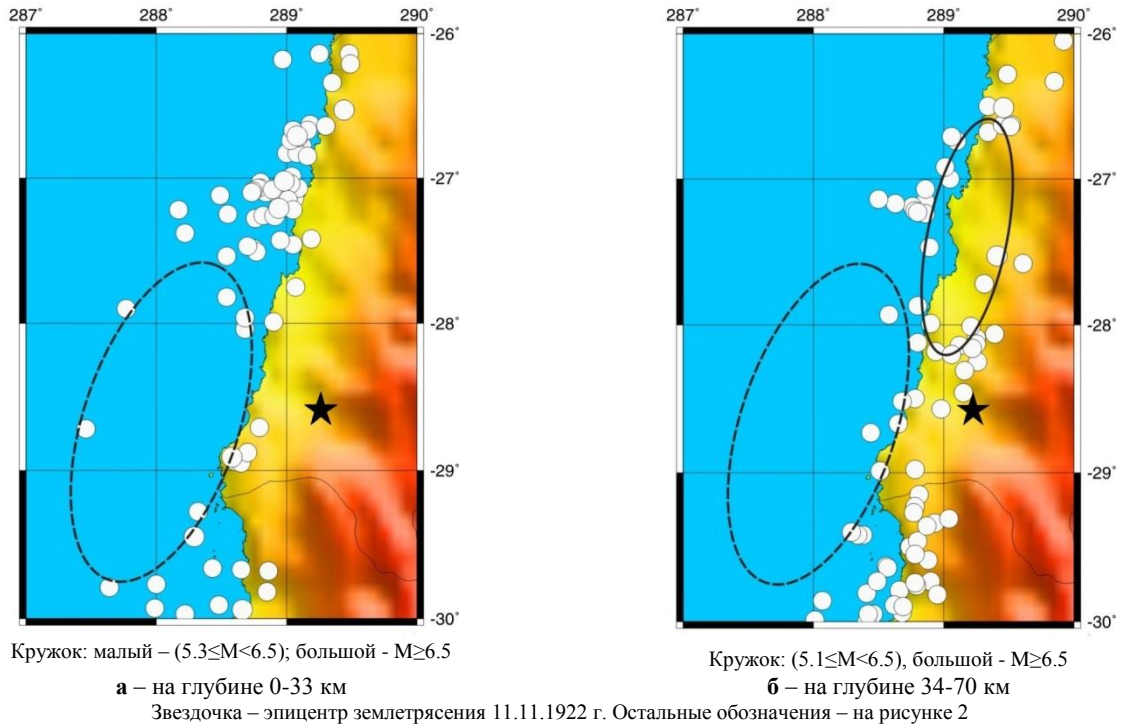 287° 288° 289° 290°
-26°
-27°
-28°
-29°
-30°
Кружок: малый – (5.3≤M<6.5); большой - M≥6.5
а – на глубине 0-33 км
287° 288° 289° 290°
-26°
-27°
-28°
-29°
-30°
Кружок: (5.1≤M<6.5), большой - M≥6.5
б – на глубине 34-70 км
Звездочка – эпицентр землетрясения 11.11.1922 г. Остальные обозначения – на рисунке 2